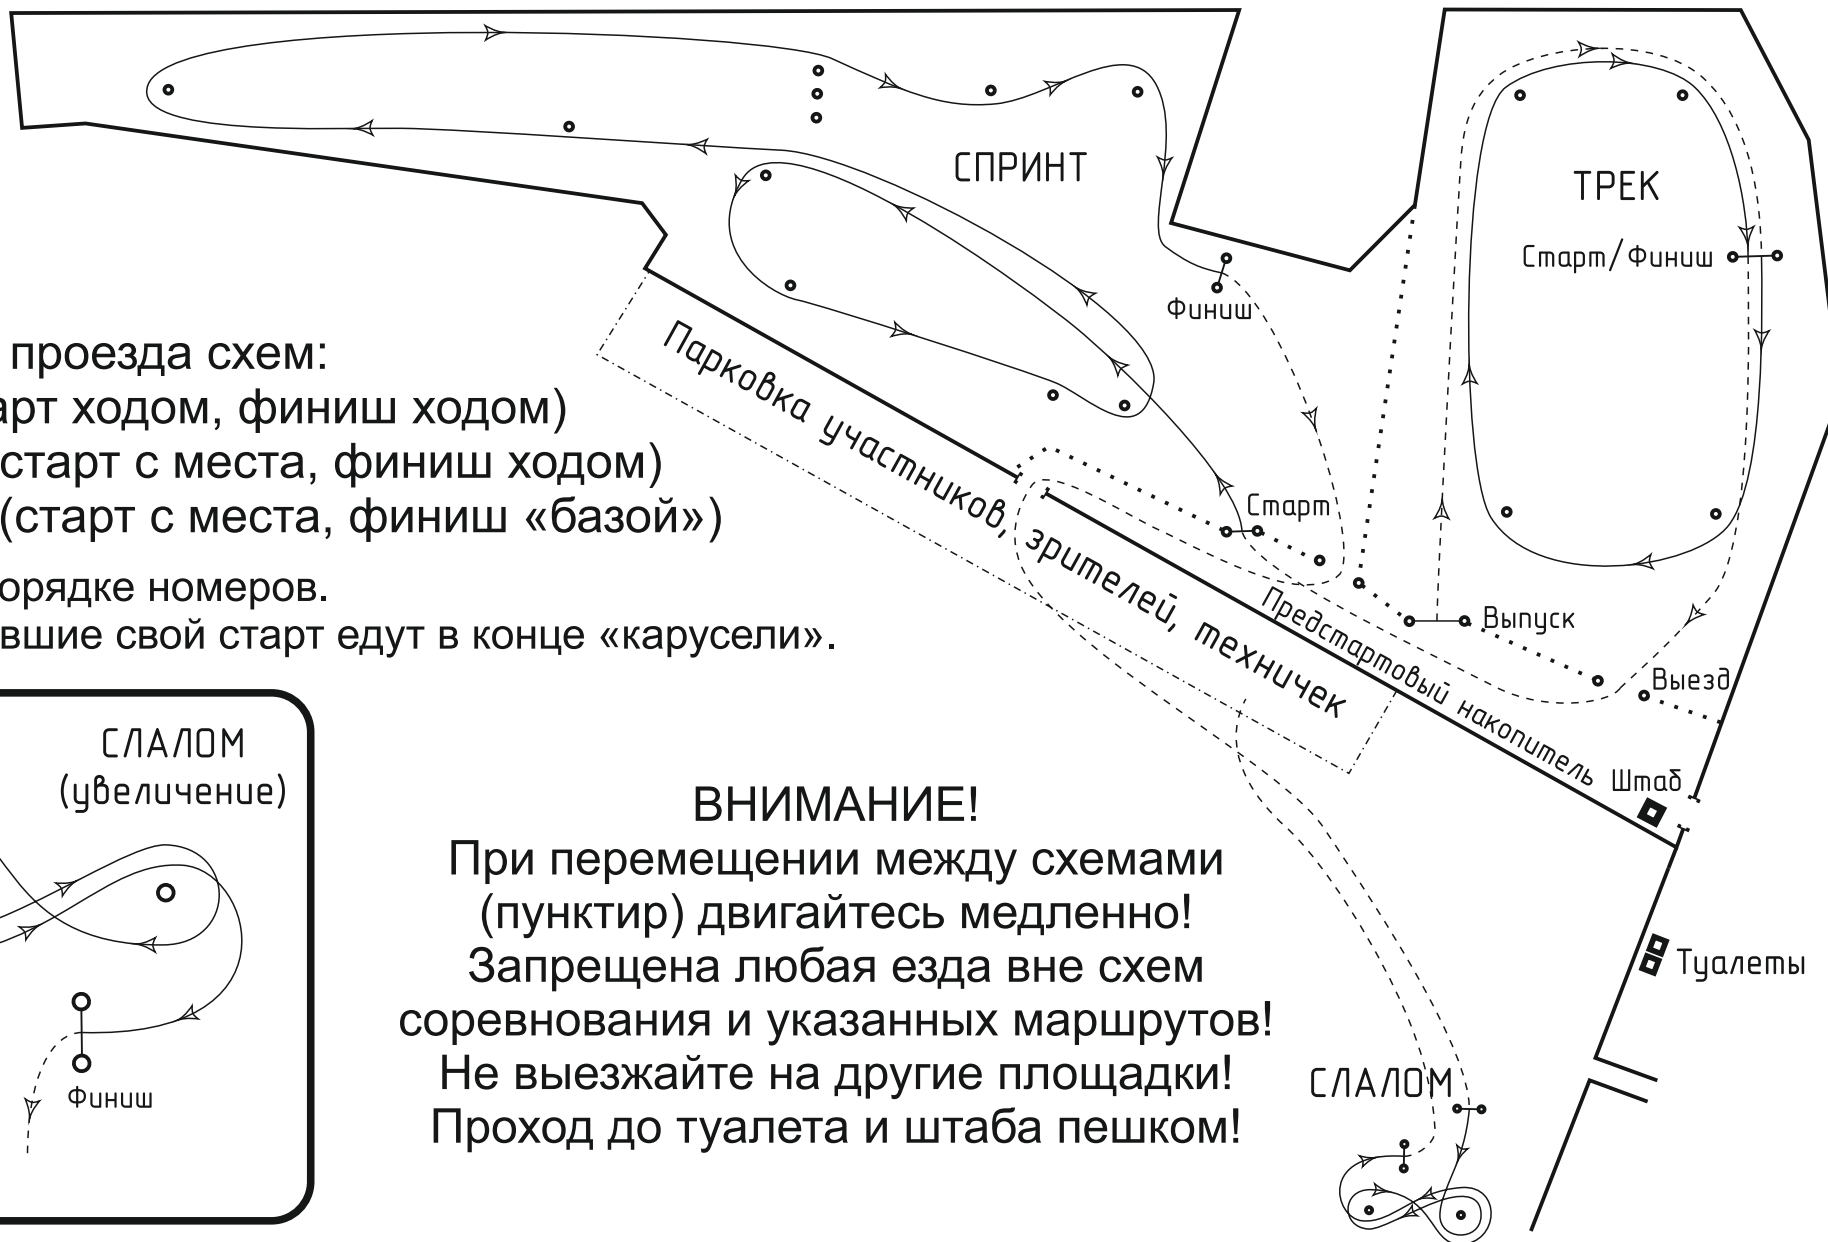 СПРИНТ
ТРЕК
Старт/Финиш
Финиш
Парковка участников, зрителей, техничек
проезда схем:
арт ходом, финиш ходом)
старт с места, финиш ходом)
(старт с места, финиш «базой»)
орядке номеров.
вшие свой старт едут в конце «карусели».
Старт
Предстартовый накопитель
Выпуск
Выезд
Штаб
Туалеты
СЛАЛОМ
(увеличение)
Финиш
ВНИМАНИЕ!
При перемещении между схемами
(пунктир) двигайтесь медленно!
Запрещена любая езда вне схем
соревнования и указанных маршрутов!
Не выезжайте на другие площадки!
Проход до туалета и штаба пешком!
СЛАЛОМ